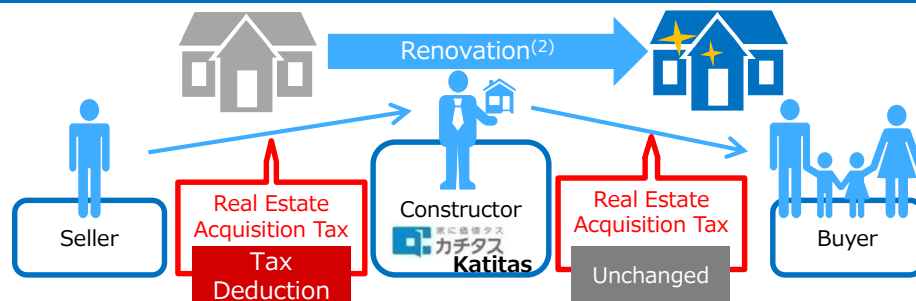 Renovation(2)
Seller
Real Estate
Acquisition Tax
Tax
Deduction
Constructor
家に価値タス
カチタス
Katitas
Real Estate
Acquisition Tax
Unchanged
Buyer